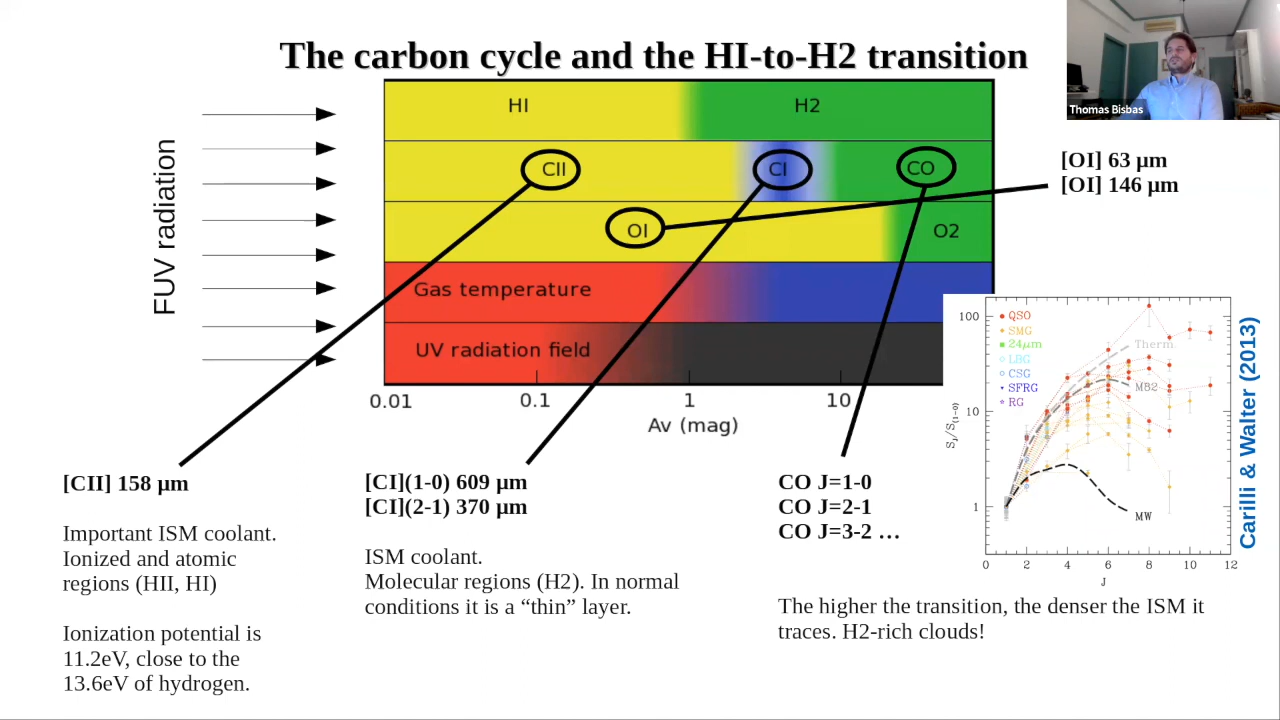 The carbon cycle and the HI-to-H2 transition
Thomas Bisbas
FUV radiation
HI
H2
CII
CI
CO
OI
O2
Gas temperature
UV radiation field
0.01
0.1
1
10
Av (mag)
[OI] 63 μm
[OI] 146 μm
[CII] 158 μm
Important ISM coolant.
Ionized and atomic
regions (HII, HI)
Ionization potential is
11.2eV, close to the
13.6eV of hydrogen.
[CI](1-0) 609 μm
[CI](2-1) 370 μm
ISM coolant.
Molecular regions (H2). In normal
conditions it is a “thin” layer.
CO J=1-0
CO J=2-1
CO J=3-2 …
The higher the transition, the denser the ISM it
traces. H2-rich clouds!
100
10
1
S_J/S_(1-0)
QSO
SMG
24μm
LBG
CSG
SFRG
RG
Therm.
M82
MW
0 2 4 6 8 10 12
J
Carilli & Walter (2013)